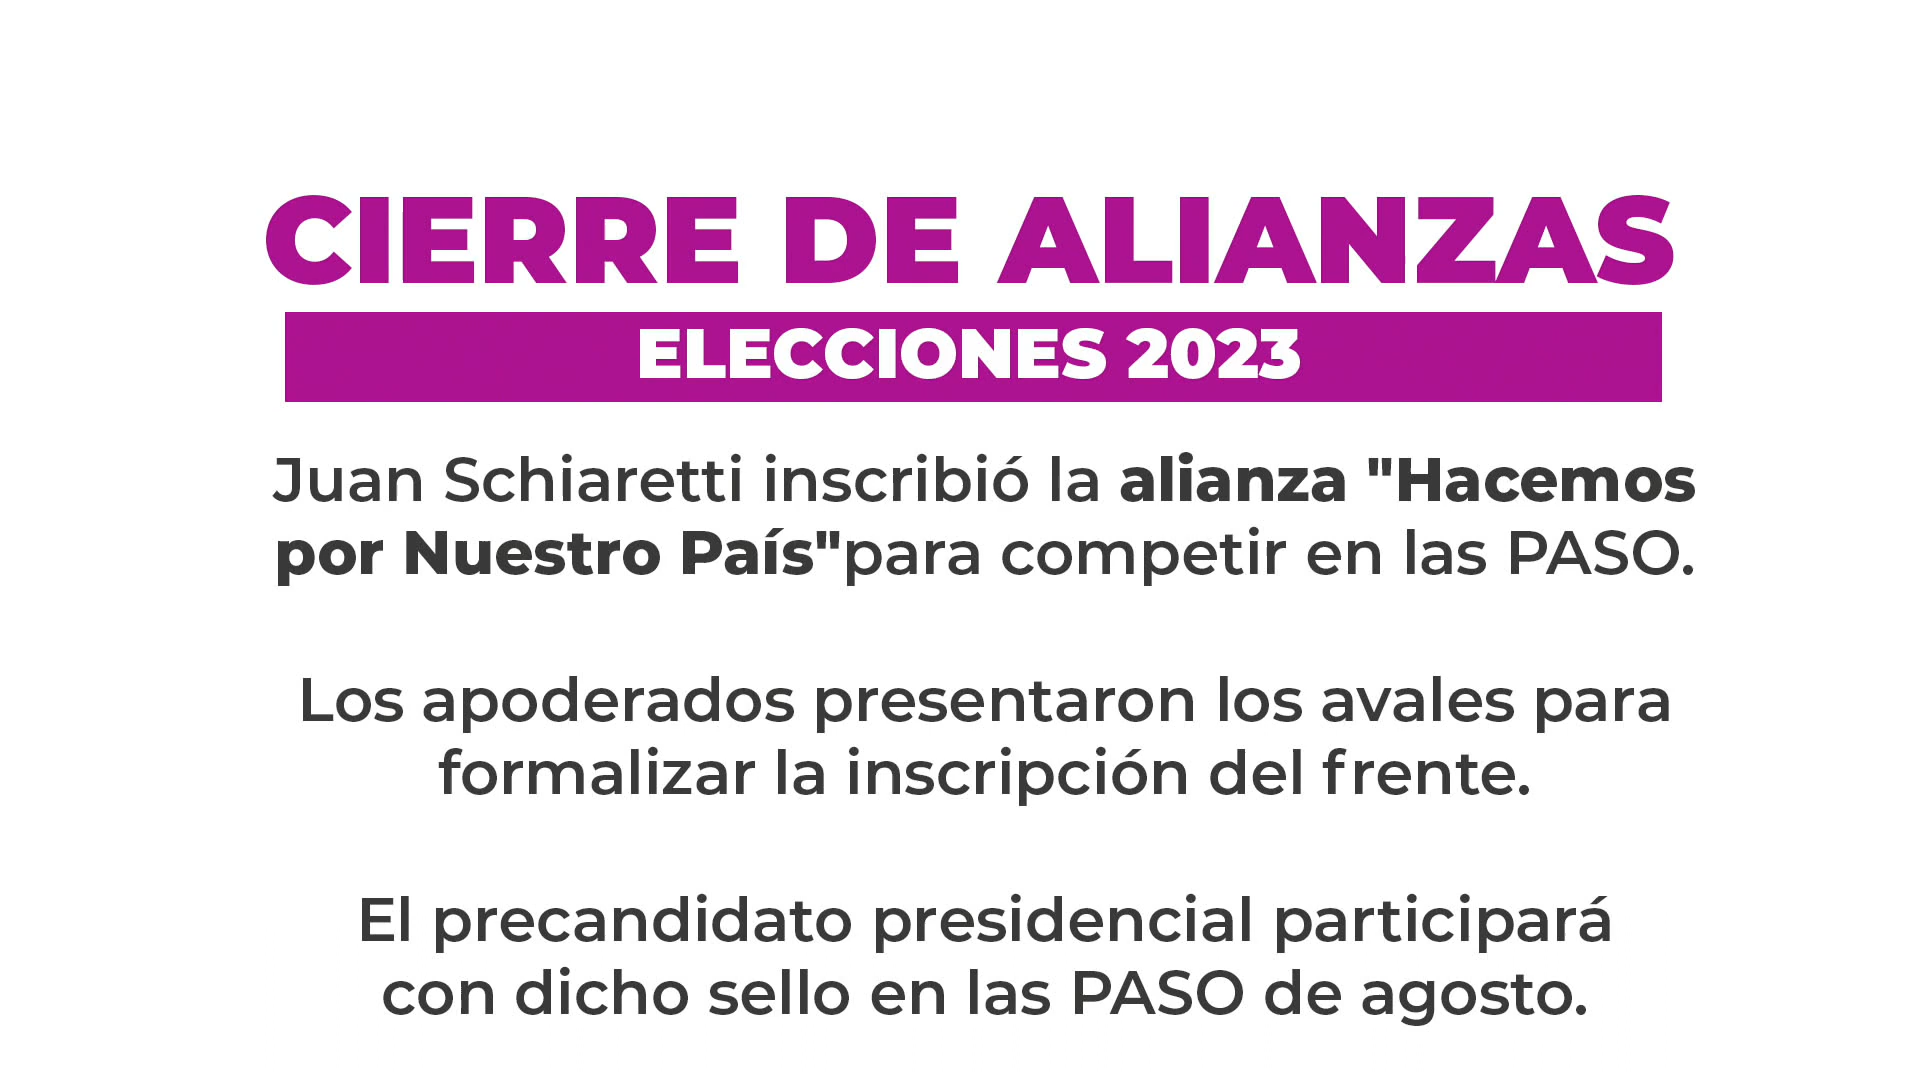 CIERRE DE ALIANZAS
ELECCIONES 2023
Juan Schiaretti inscribió la alianza "Hacemos
por Nuestro País"para competir en las PASO.
Los apoderados presentaron los avales para
formalizar la inscripción del frente.
El precandidato presidencial participará
con dicho sello en las PASO de agosto.